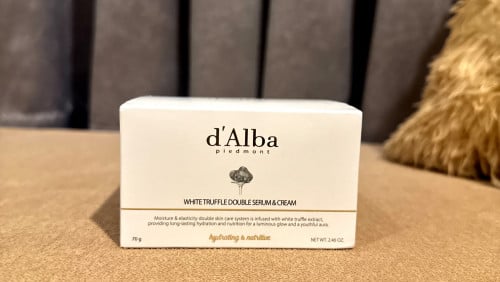 d'Alba
piedmont
WHITE TRUFFLE DOUBLE SERUM & CREAM
Moisture & elasticity double skin care system is infused with white truffle extract,
providing long-lasting hydration and nutrition for a luminous glow and a youthful aura.
70 g
hydrating & nutritive
NET WT. 2.46 OZ.